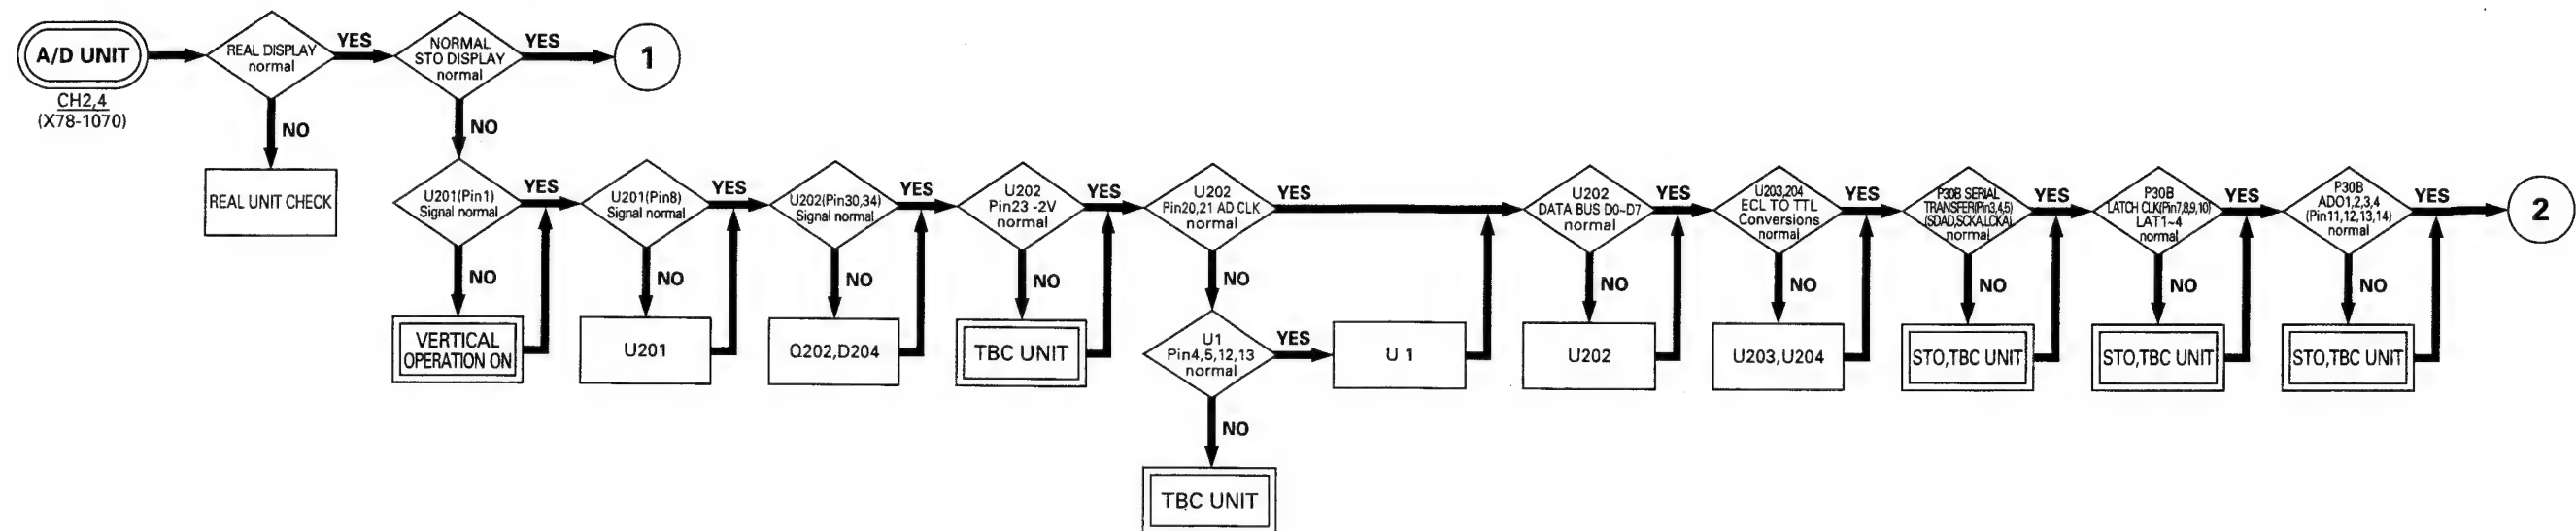 A/D UNIT
CH2,4
(X78-1070)
REAL DISPLAY
normal
YES
NO
REAL UNIT CHECK
NORMAL
STO DISPLAY
normal
YES
1
NO
U201(Pin1)
Signal normal
YES
NO
VERTICAL
OPERATION ON
U201(Pin8)
Signal normal
YES
NO
U201
U202(Pin30,34)
Signal normal
YES
NO
Q202,D204
U202
Pin23 -2V
normal
YES
NO
TBC UNIT
U202
Pin20,21 AD CLK
normal
YES
NO
U1
Pin4,5,12,13
normal
YES
U 1
NO
TBC UNIT
U202
DATA BUS D0~D7
normal
YES
NO
U202
U203,204
ECL TO TTL
Conversions
normal
YES
NO
U203,U204
P30B SERIAL
TRANSFER(Pin3,4,5)
(SDAD,SCKA,LCKA)
normal
YES
NO
STO,TBC UNIT
P30B
LATCH CLK(Pin7,8,9,10)
LAT1~4
normal
YES
NO
STO,TBC UNIT
P30B
ADO1,2,3,4
(Pin11,12,13,14)
normal
YES
NO
STO,TBC UNIT
2